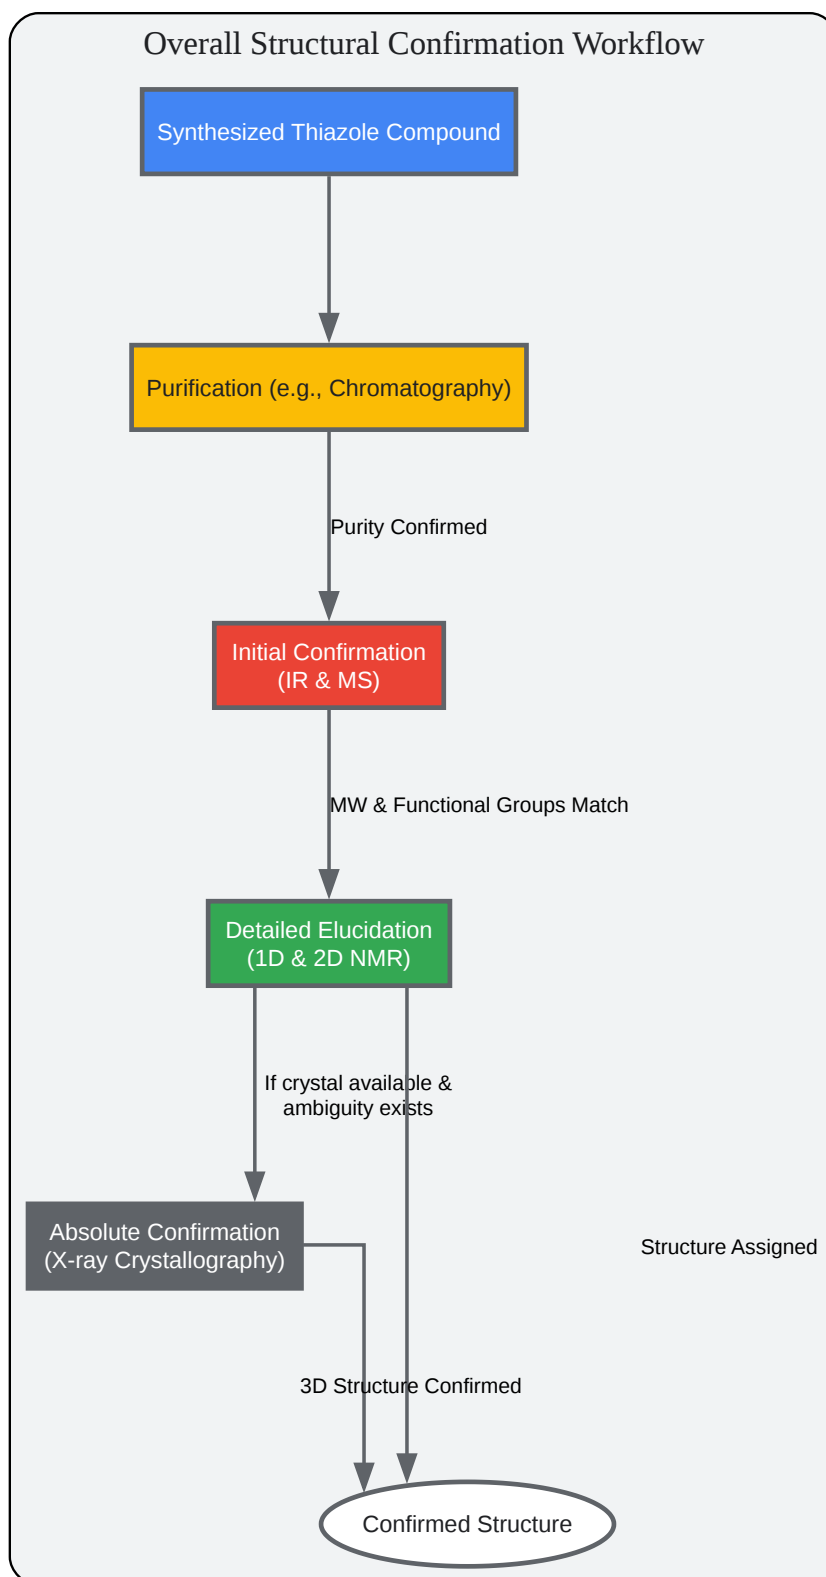 Overall Structural Confirmation Workflow
Synthesized Thiazole Compound
Purification (e.g., Chromatography)
Purity Confirmed
Initial Confirmation
(IR & MS)
MW & Functional Groups Match
Detailed Elucidation
(1D & 2D NMR)
If crystal available &
ambiguity exists
Absolute Confirmation
(X-ray Crystallography)
Structure Assigned
3D Structure Confirmed
Confirmed Structure